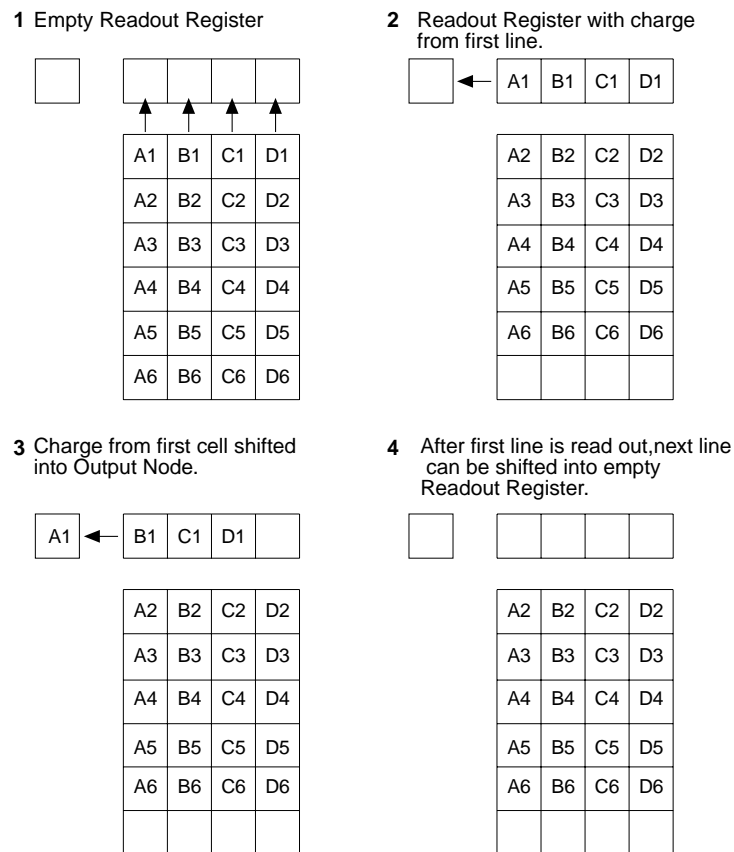 1 Empty Readout Register
A1 B1 C1 D1
A2 B2 C2 D2
A3 B3 C3 D3
A4 B4 C4 D4
A5 B5 C5 D5
A6 B6 C6 D6
2 Readout Register with charge
from first line.
A1 B1 C1 D1
A2 B2 C2 D2
A3 B3 C3 D3
A4 B4 C4 D4
A5 B5 C5 D5
A6 B6 C6 D6
3 Charge from first cell shifted
into Output Node.
A1 B1 C1 D1
A2 B2 C2 D2
A3 B3 C3 D3
A4 B4 C4 D4
A5 B5 C5 D5
A6 B6 C6 D6
4 After first line is read out,next line
can be shifted into empty
Readout Register.
A2 B2 C2 D2
A3 B3 C3 D3
A4 B4 C4 D4
A5 B5 C5 D5
A6 B6 C6 D6